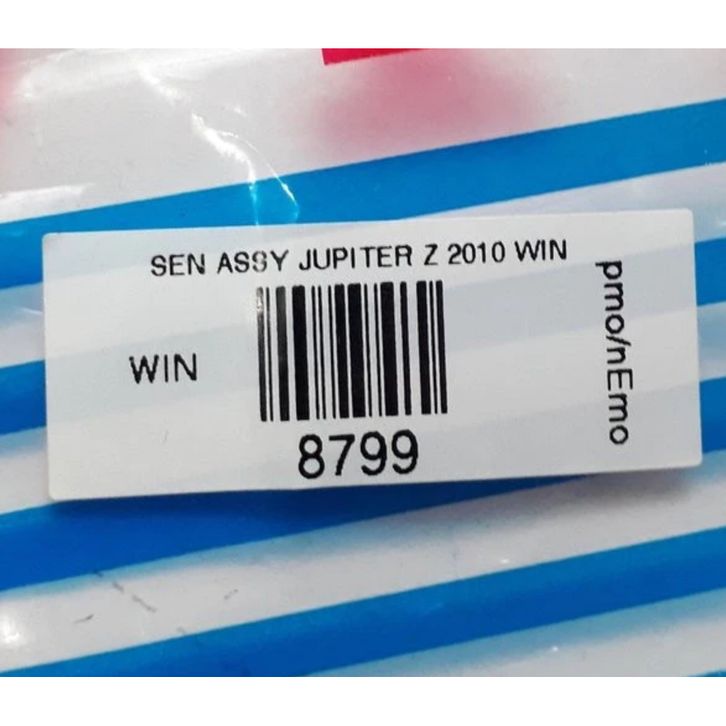 SEN ASSY JUPITER Z 2010 WIN
WIN
8799
pmo/nEmo